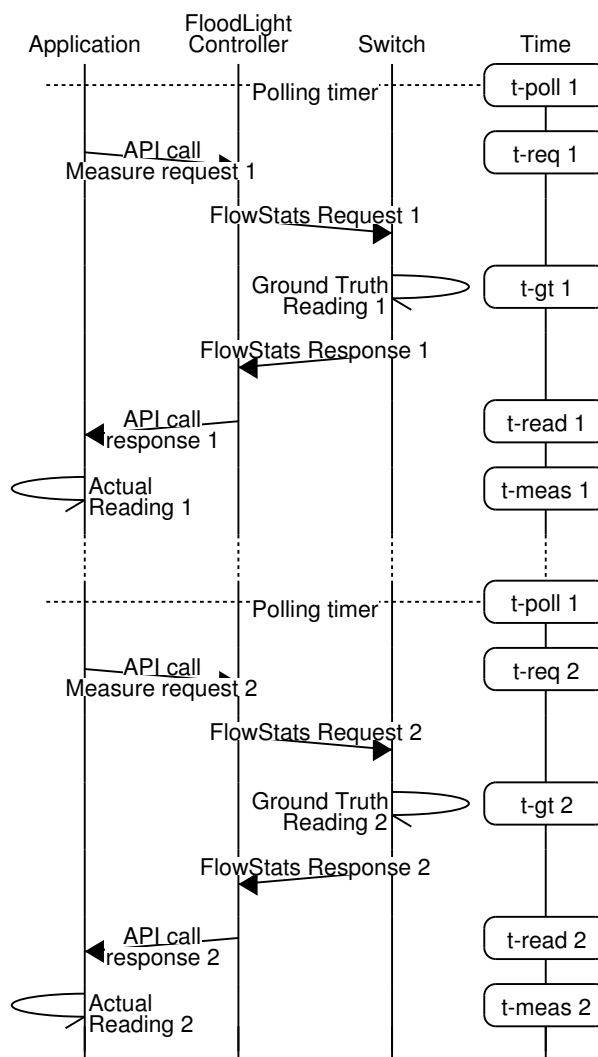 FloodLight
Application Controller Switch Time
Polling timer t-poll 1
API call t-req 1
Measure request 1
FlowStats Request 1
Ground Truth t-gt 1
Reading 1
FlowStats Response 1
API call t-read 1
response 1
Actual t-meas 1
Reading 1
Polling timer t-poll 1
API call t-req 2
Measure request 2
FlowStats Request 2
Ground Truth t-gt 2
Reading 2
FlowStats Response 2
API call t-read 2
response 2
Actual t-meas 2
Reading 2